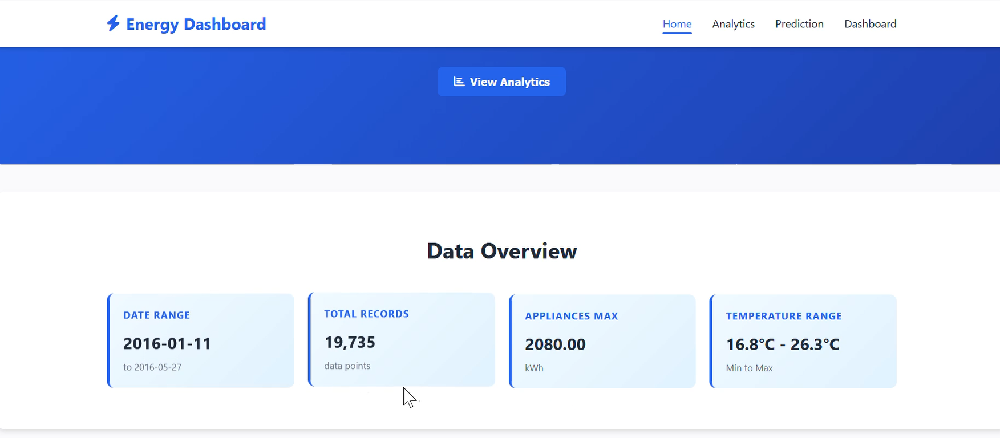 Energy Dashboard
Home Analytics Prediction Dashboard
View Analytics
Data Overview
DATE RANGE
2016-01-11
to 2016-05-27
TOTAL RECORDS
19,735
data points
APPLIANCES MAX
2080.00
kWh
TEMPERATURE RANGE
16.8°C - 26.3°C
Min to Max